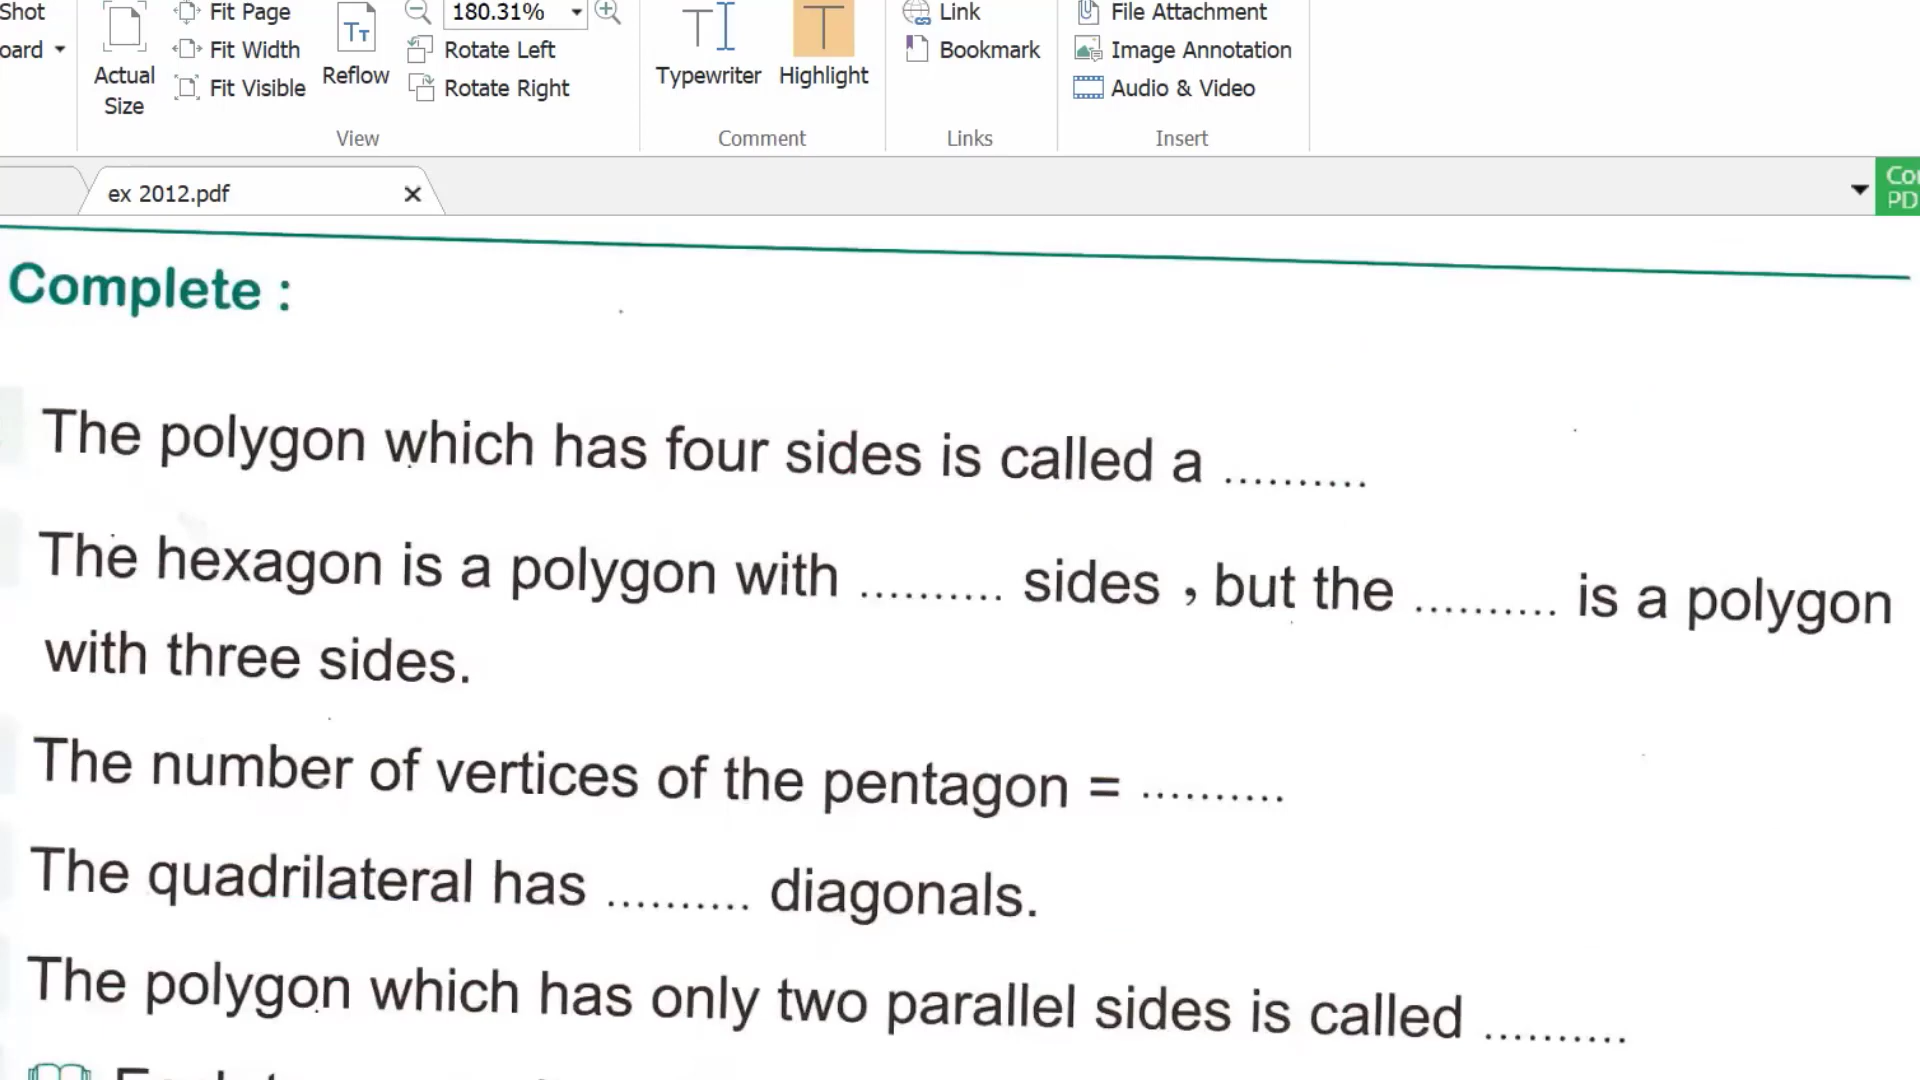 Shot
Fit Page
180.31%
Link
File Attachment
oard
Fit Width
Rotate Left
Bookmark
Image Annotation
Actual Size
Fit Visible
Reflow
Rotate Right
Typewriter
Highlight
Audio & Video
View
Comment
Links
Insert
ex 2012.pdf
Complete :
The polygon which has four sides is called a ..........
The hexagon is a polygon with .......... sides , but the .......... is a polygon
with three sides.
The number of vertices of the pentagon = ..........
The quadrilateral has .......... diagonals.
The polygon which has only two parallel sides is called ..........